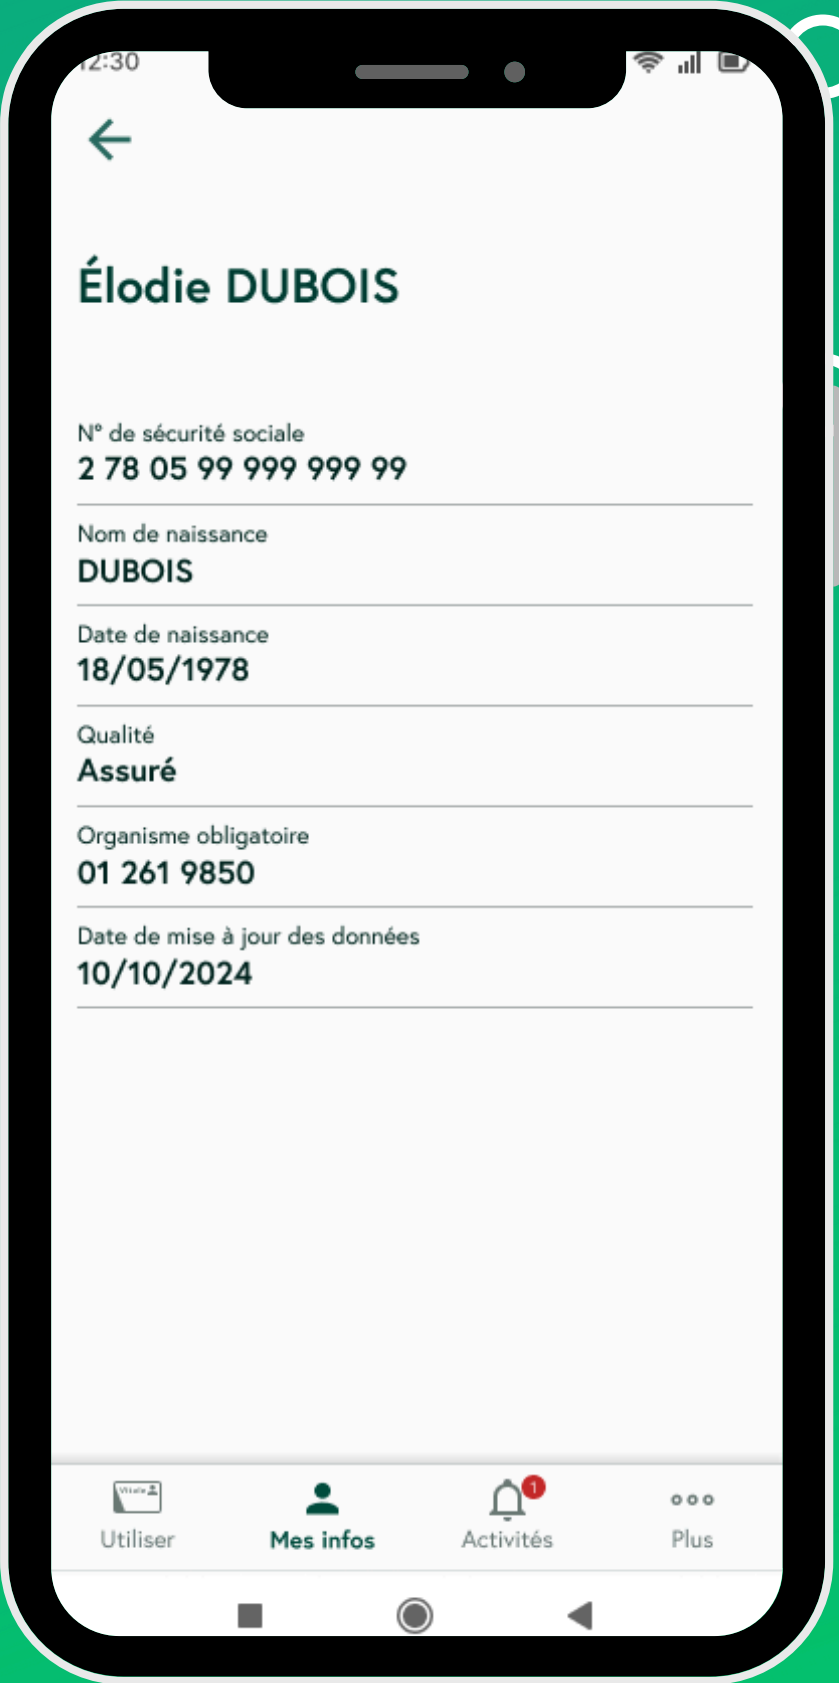 12:30
Élodie DUBOIS
N° de sécurité sociale
2 78 05 99 999 999 99
Nom de naissance
DUBOIS
Date de naissance
18/05/1978
Qualité
Assuré
Organisme obligatoire
01 261 9850
Date de mise à jour des données
10/10/2024
Vitale
1
Utiliser
Mes infos
Activités
Plus